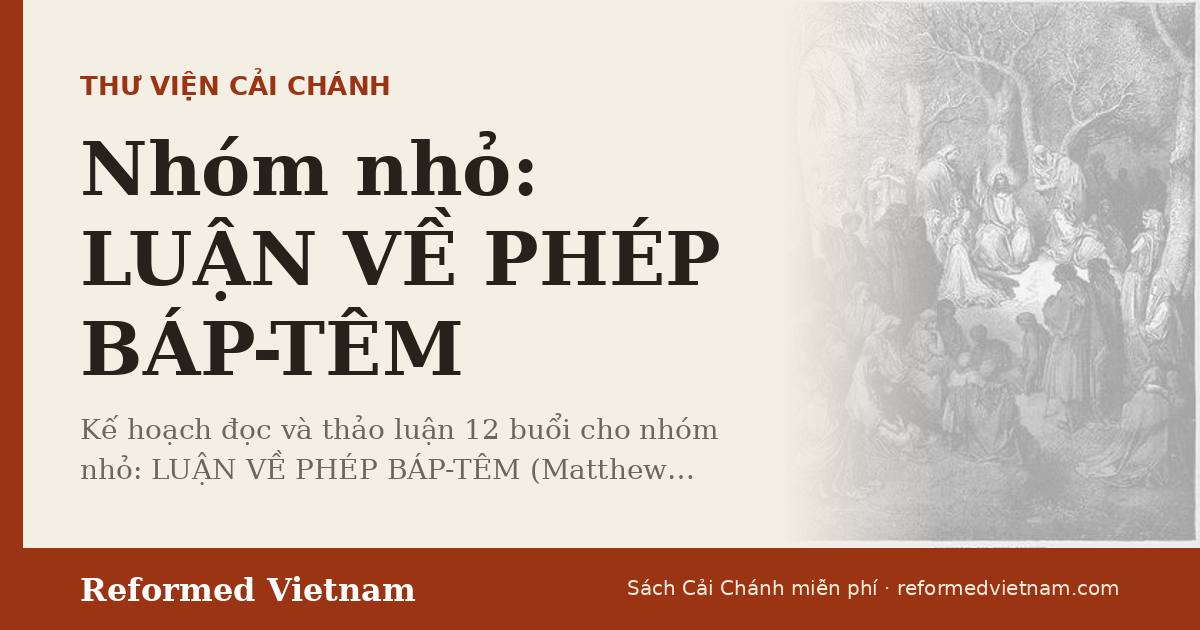 THƯ VIỆN CẢI CHÁNH
Nhóm nhỏ:
LUẬN VỀ PHÉP
BÁP-TÊM
Kế hoạch đọc và thảo luận 12 buổi cho nhóm
nhỏ: LUẬN VỀ PHÉP BÁP-TÊM (Matthew…
Reformed Vietnam
Sách Cải Chánh miễn phí · reformedvietnam.com